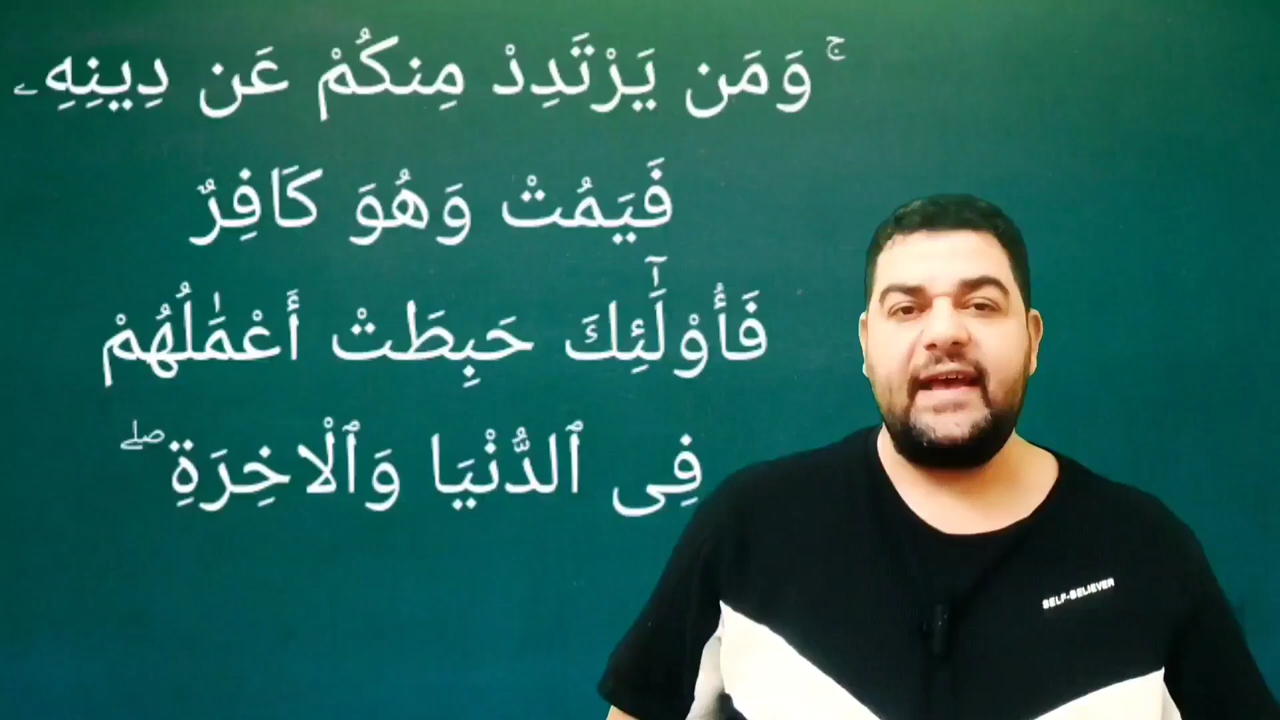 ۚ وَمَن يَرْتَدِدْ مِنكُمْ عَن دِينِهِۦ
فَيَمُتْ وَهُوَ كَافِرٌ
فَأُو۟لَٰٓئِكَ حَبِطَتْ أَعْمَٰلُهُمْ
فِى ٱلدُّنْيَا وَٱلْاخِرَةِ ۖ
SELF-BELIEVER